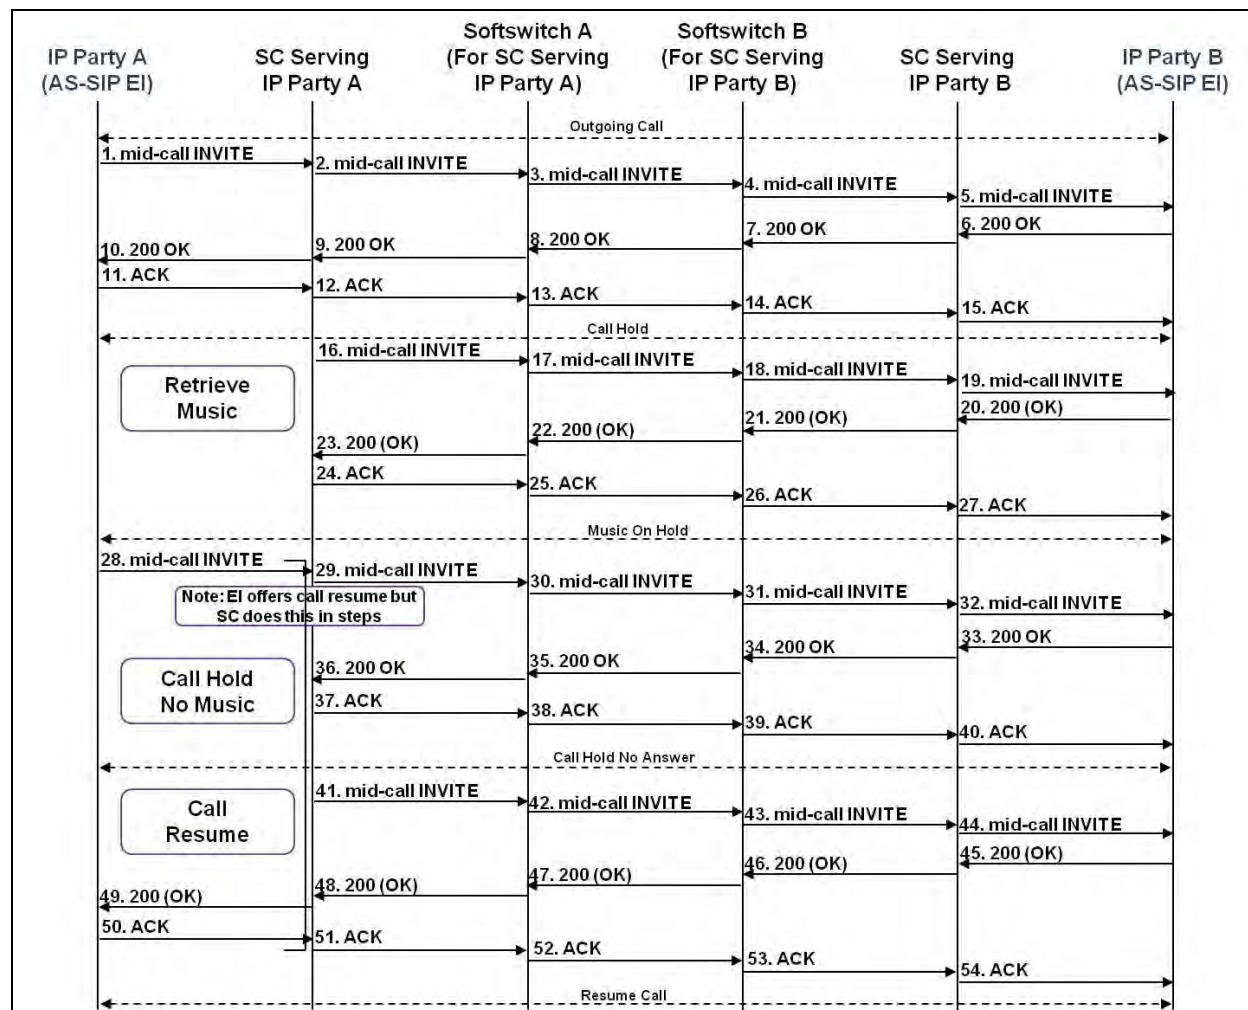 IP Party A
(AS-SIP EI)
SC Serving
IP Party A
Softswitch A
(For SC Serving
IP Party A)
Softswitch B
(For SC Serving
IP Party B)
SC Serving
IP Party B
IP Party B
(AS-SIP EI)
Outgoing Call
1. mid-call INVITE
2. mid-call INVITE
3. mid-call INVITE
4. mid-call INVITE
5. mid-call INVITE
6. 200 OK
7. 200 OK
8. 200 OK
9. 200 OK
10. 200 OK
11. ACK
12. ACK
13. ACK
14. ACK
15. ACK
Call Hold
16. mid-call INVITE
17. mid-call INVITE
18. mid-call INVITE
19. mid-call INVITE
Retrieve
Music
20. 200 (OK)
21. 200 (OK)
22. 200 (OK)
23. 200 (OK)
24. ACK
25. ACK
26. ACK
27. ACK
Music On Hold
28. mid-call INVITE
29. mid-call INVITE
30. mid-call INVITE
31. mid-call INVITE
32. mid-call INVITE
Note: EI offers call resume but
SC does this in steps
33. 200 OK
34. 200 OK
35. 200 OK
36. 200 OK
Call Hold
No Music
37. ACK
38. ACK
39. ACK
40. ACK
Call Hold No Answer
41. mid-call INVITE
42. mid-call INVITE
43. mid-call INVITE
44. mid-call INVITE
Call
Resume
45. 200 (OK)
46. 200 (OK)
47. 200 (OK)
48. 200 (OK)
49. 200 (OK)
50. ACK
51. ACK
52. ACK
53. ACK
54. ACK
Resume Call